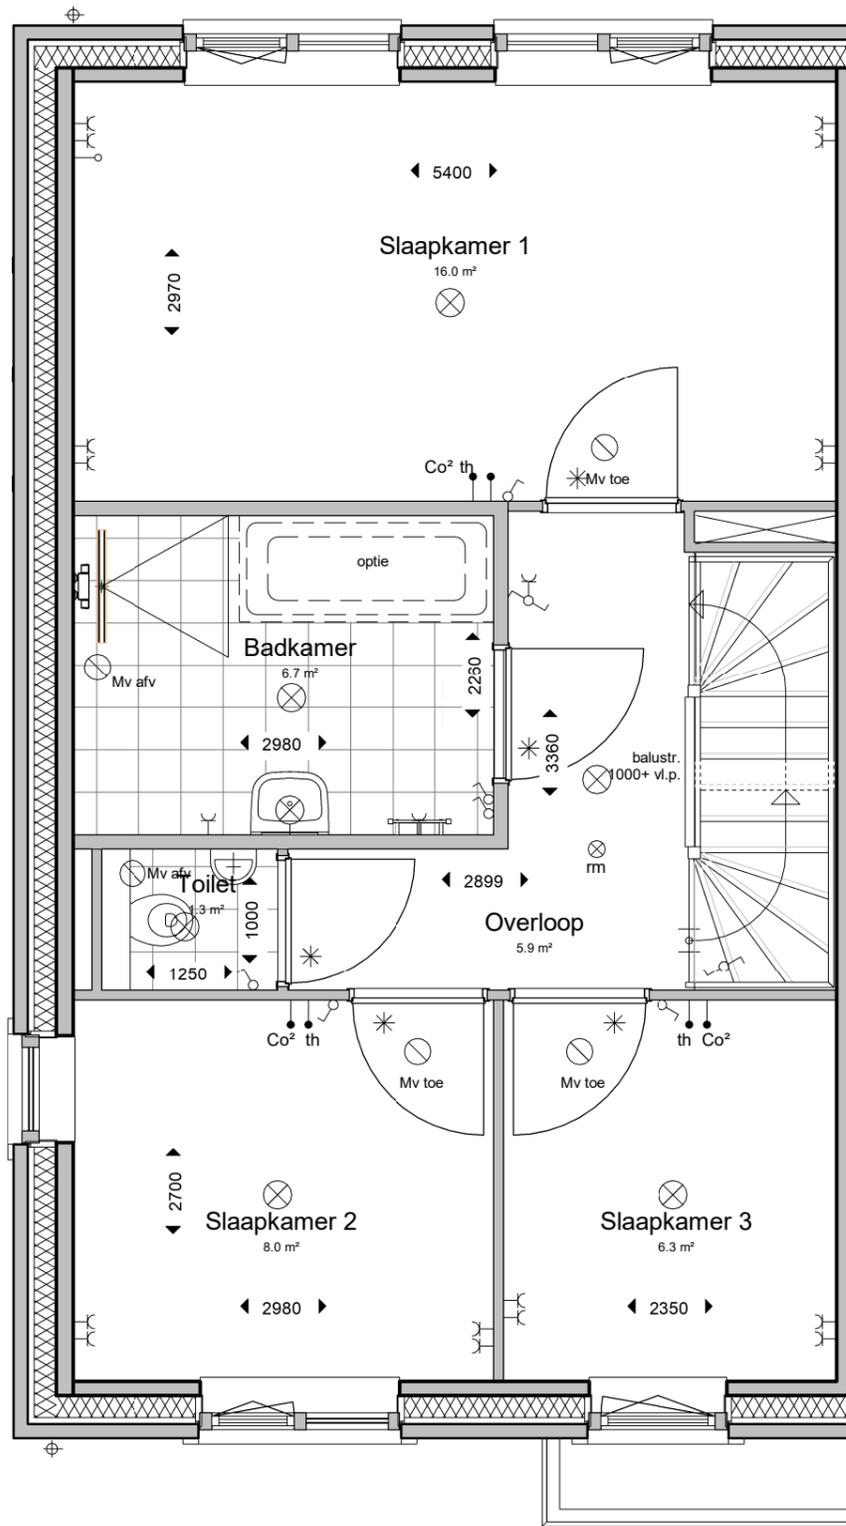 5400
Slaapkamer 1
16.0 m²
2970
Co² th
Mv toe
optie
Badkamer
6.7 m²
2260
Mv afv
2980
3360
balustr.
1000+ vl.p.
rm
Mv afv
Toilet
1.3 m²
1000
2899
Overloop
5.9 m²
1250
Co² th
Mv toe
Mv toe
th Co²
2700
Slaapkamer 2
8.0 m²
Slaapkamer 3
6.3 m²
2980
2350